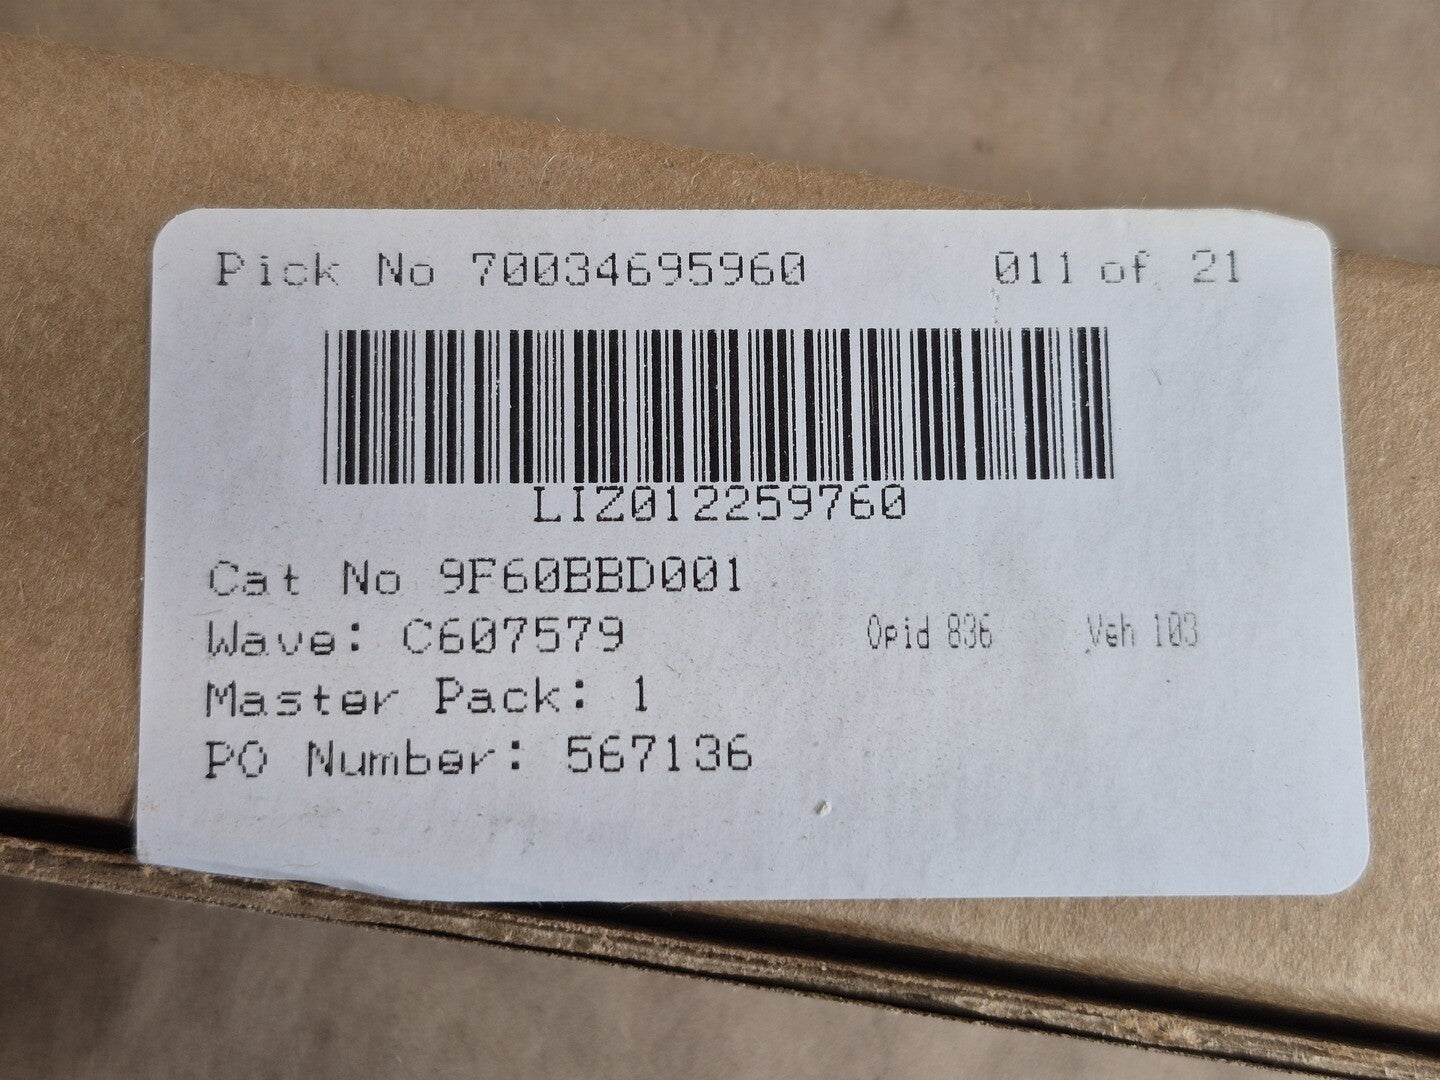 Pick No 70034695960 011 of 21
LIZ012259760
Cat No 9F60BBD001
Wave: C607579 Opid 836 Veh 103
Master Pack: 1
PO Number: 567136